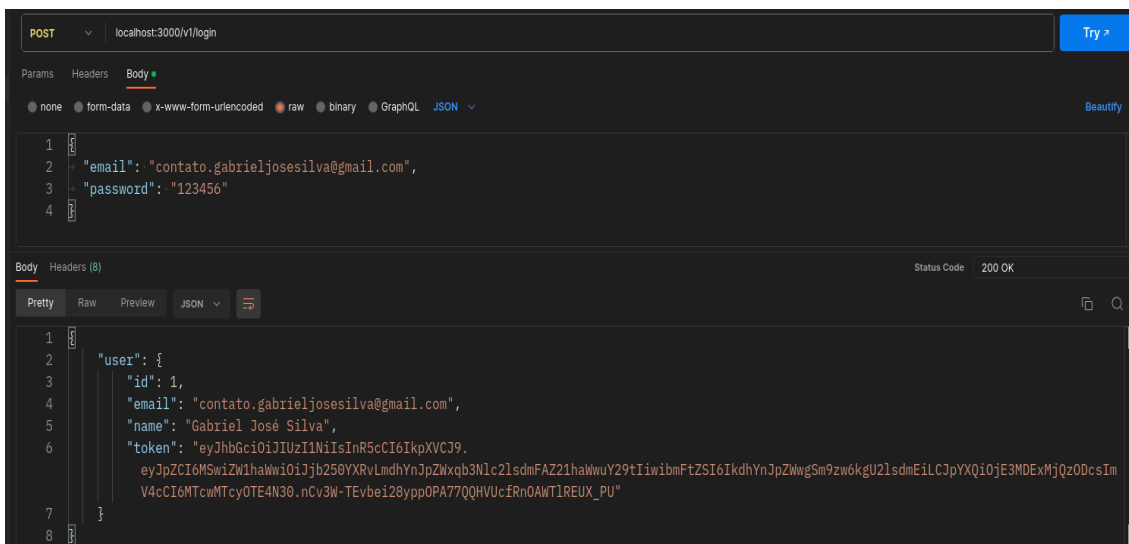 POST localhost:3000/v1/login Try ↗
Params Headers Body
none form-data x-www-form-urlencoded raw binary GraphQL JSON Beautify
1 {
2 "email": "contato.gabrieljosesilva@gmail.com",
3 "password": "123456"
4 }
Body Headers (8) Status Code 200 OK
Pretty Raw Preview JSON
1 {
2 "user": {
3 "id": 1,
4 "email": "contato.gabrieljosesilva@gmail.com",
5 "name": "Gabriel José Silva",
6 "token": "eyJhbGciOiJIUzI1NiIsInR5cCI6IkpXVCJ9.
eyJpZCI6MSwiZW1haWwiOiJjb250YXRvLmdhYnJpZWxqb3Nlc2lsdmFAZ21haWwuY29tIiwibmFtZSI6IkdhYnJpZWwgSm9zw6kgU2lsdmEiLCJpYXQiOjE3MDExMjQzODcsIm
V4cCI6MTcwMTcyOTE4N30.nCv3W-TEvbei28yppOPA77QQHVUcfRnOAWTlREUX_PU"
7 }
8 }